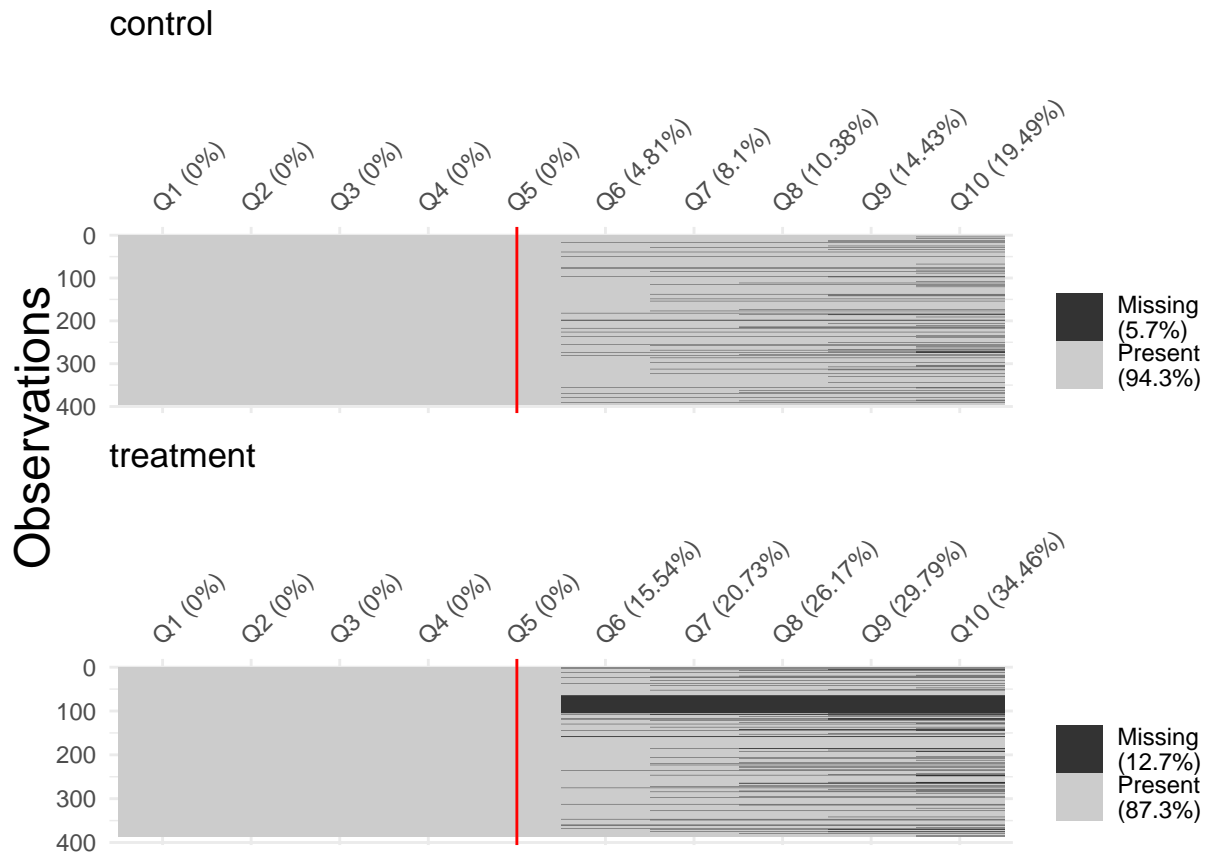 control
Q1 (0%)
Q2 (0%)
Q3 (0%)
Q4 (0%)
Q5 (0%)
Q6 (4.81%)
Q7 (8.1%)
Q8 (10.38%)
Q9 (14.43%)
Q10 (19.49%)
0
100
200
300
400
Missing
(5.7%)
Present
(94.3%)
Observations
treatment
Q1 (0%)
Q2 (0%)
Q3 (0%)
Q4 (0%)
Q5 (0%)
Q6 (15.54%)
Q7 (20.73%)
Q8 (26.17%)
Q9 (29.79%)
Q10 (34.46%)
0
100
200
300
400
Missing
(12.7%)
Present
(87.3%)